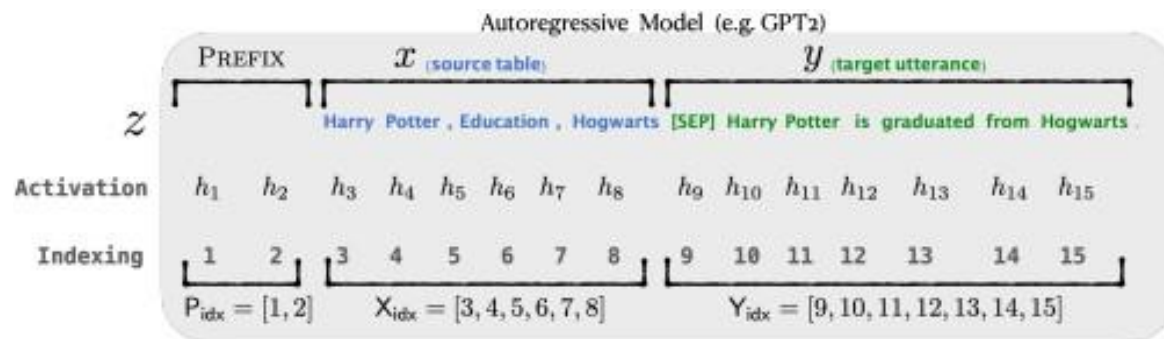 Autoregressive Model (e.g. GPT2)
PREFIX x (source table) y (target utterance)
z Harry Potter , Education , Hogwarts [SEP] Harry Potter is graduated from Hogwarts .
Activation h₁ h₂ h₃ h₄ h₅ h₆ h₇ h₈ h₉ h₁₀ h₁₁ h₁₂ h₁₃ h₁₄ h₁₅
Indexing 1 2 3 4 5 6 7 8 9 10 11 12 13 14 15
P_idx = [1, 2] X_idx = [3, 4, 5, 6, 7, 8] Y_idx = [9, 10, 11, 12, 13, 14, 15]